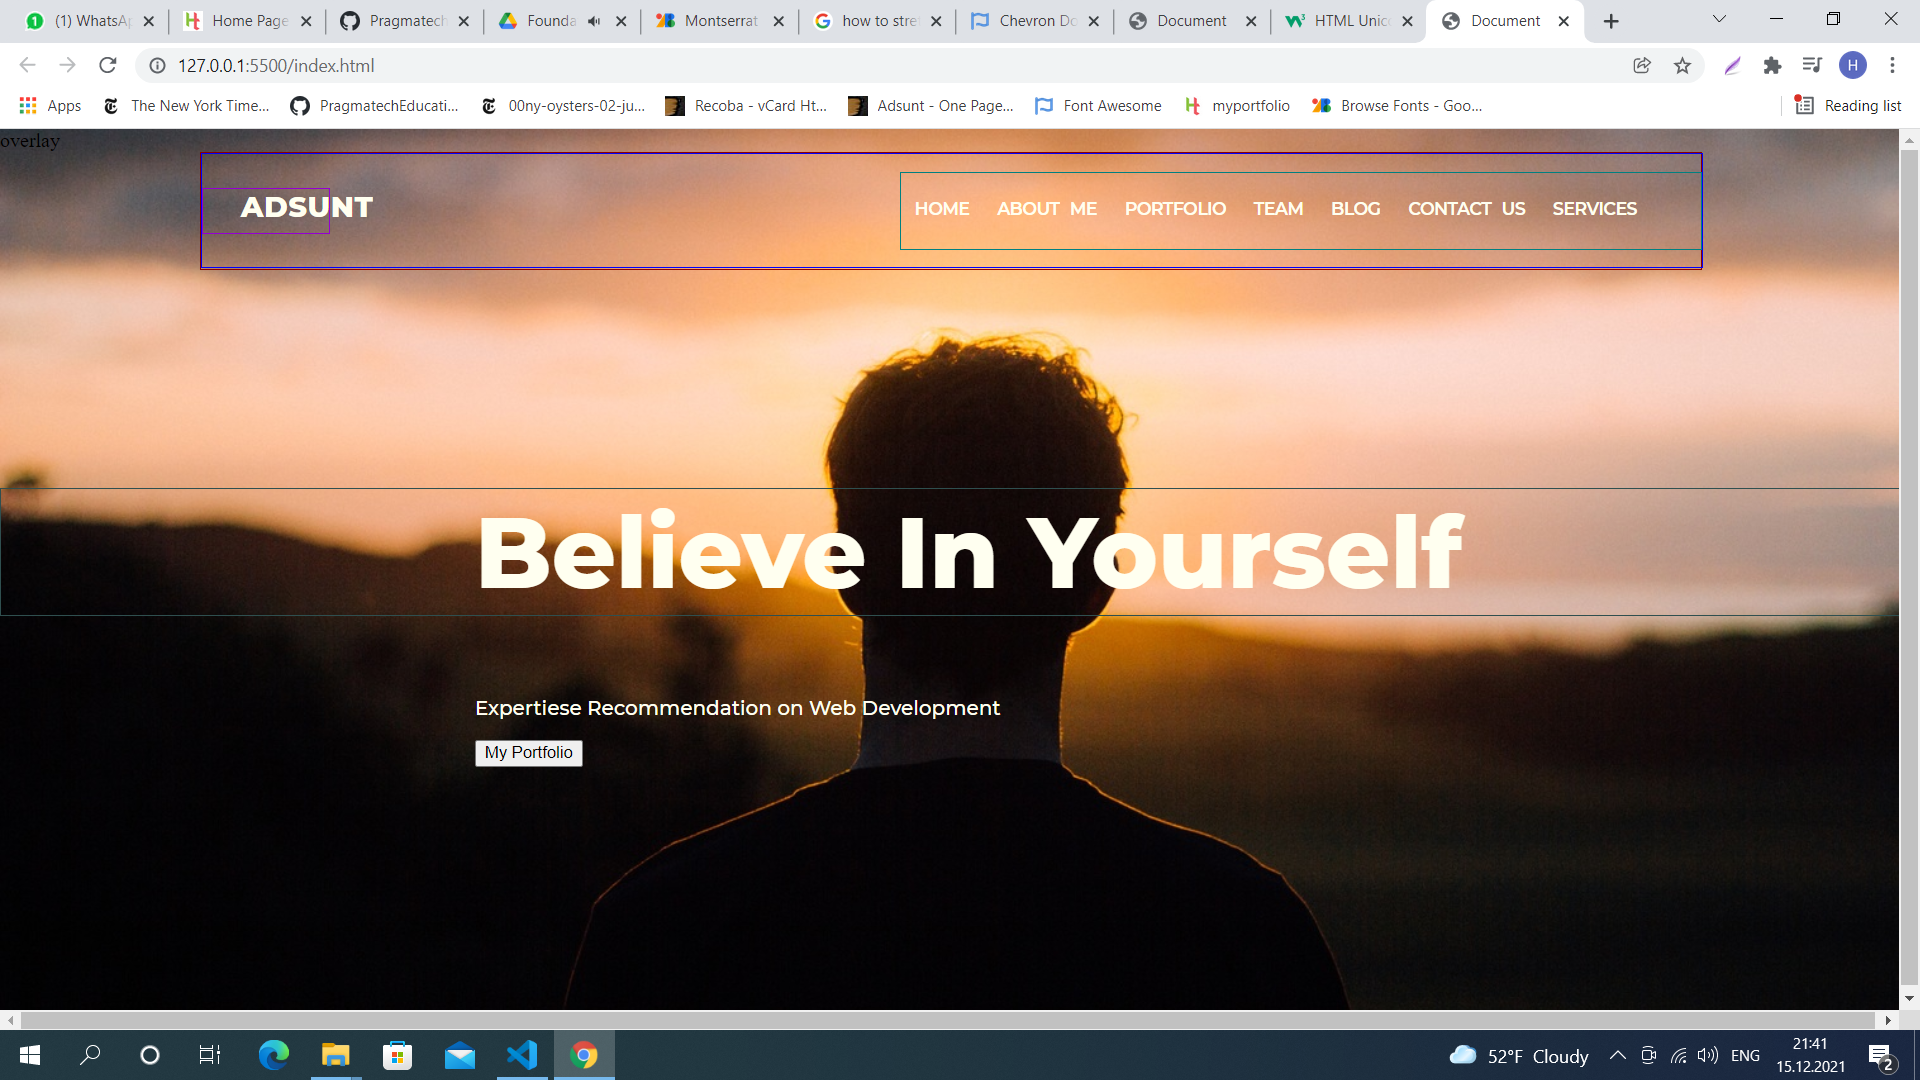 (1) WhatsA
Home Page
Pragmatech
Founda
Montserrat
how to stre
Chevron Do
Document
HTML Unic
Document
127.0.0.1:5500/index.html
H
Apps
The New York Time...
PragmatechEducati...
00ny-oysters-02-ju...
Recoba - vCard Ht...
Adsunt - One Page...
Font Awesome
myportfolio
Browse Fonts - Goo...
Reading list
overlay
ADSUNT
HOME ABOUT ME PORTFOLIO TEAM BLOG CONTACT US SERVICES
Believe In Yourself
Expertiese Recommendation on Web Development
My Portfolio
52°F Cloudy
ENG
21:41
15.12.2021
2